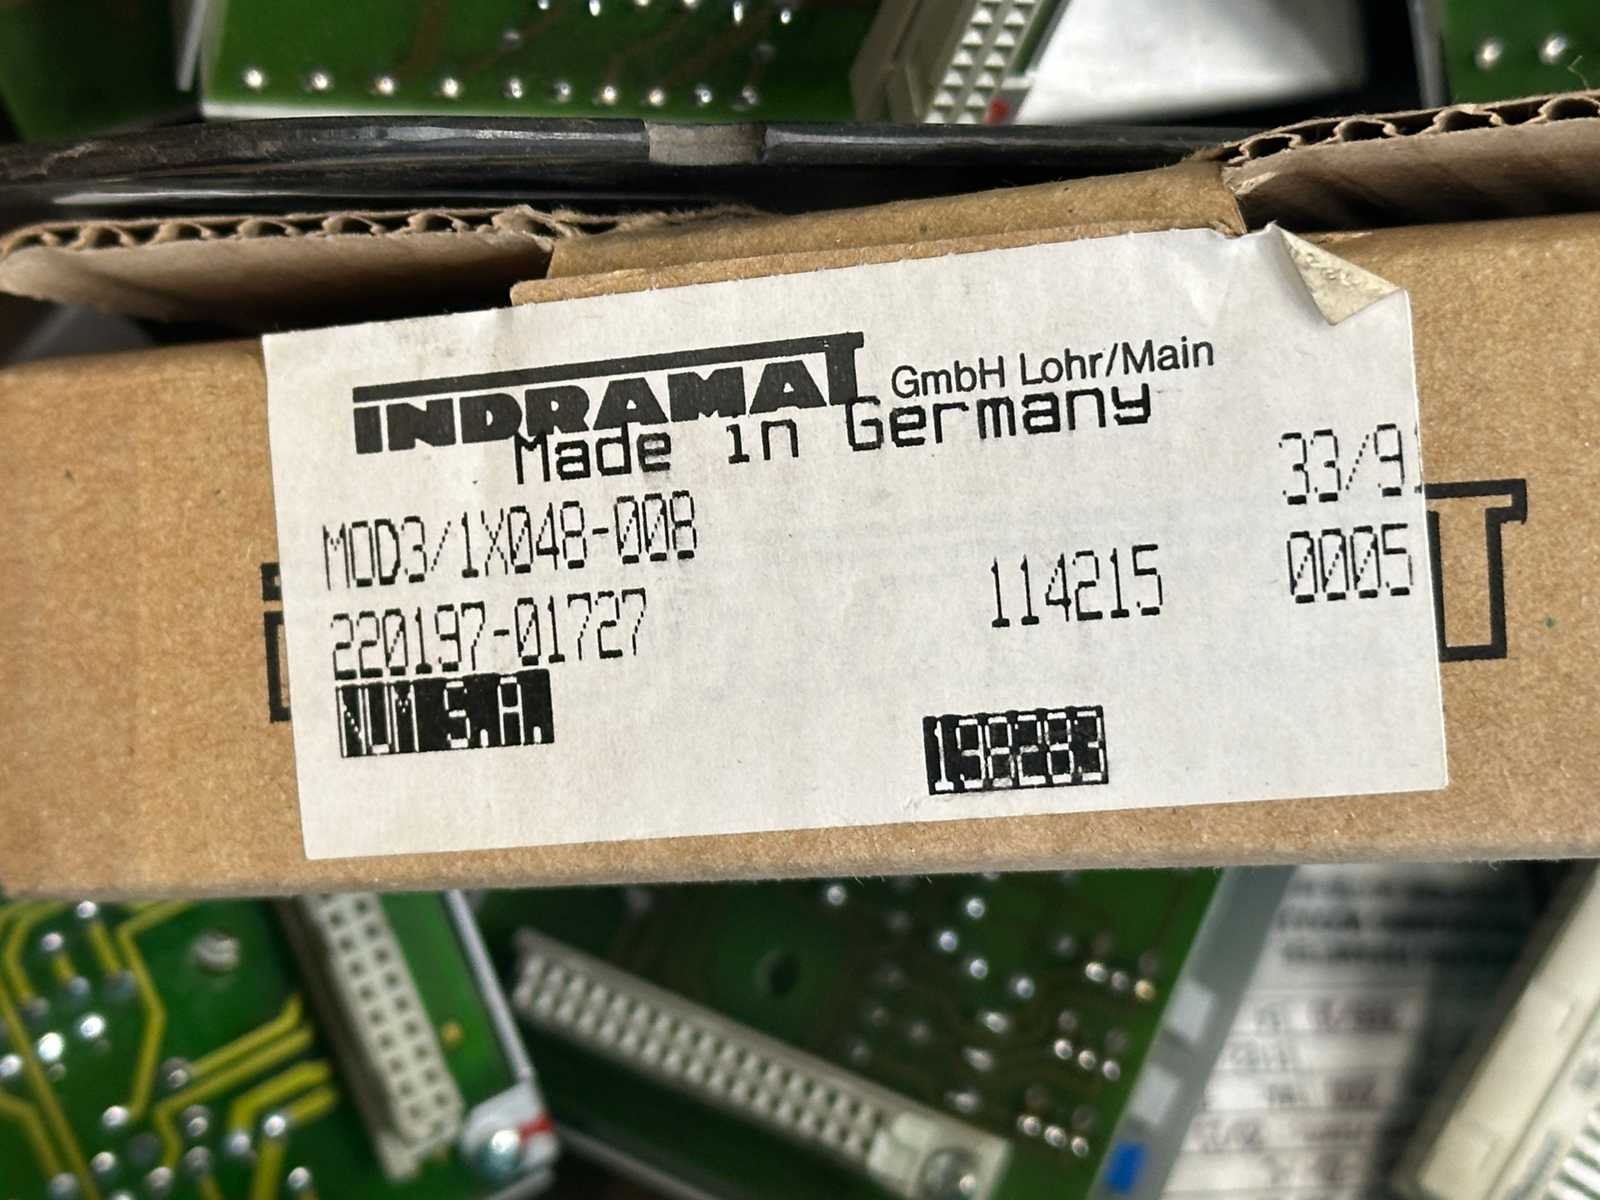 INDRAMAT GmbH Lohr/Main
Made in Germany
33/9
MOD3/1X048-008
114215 0005
220197-01727
NUM S.A.
198283